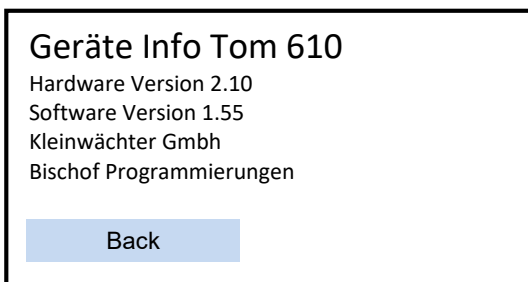 Geräte Info Tom 610
Hardware Version 2.10
Software Version 1.55
Kleinwächter Gmbh
Bischof Programmierungen
Back